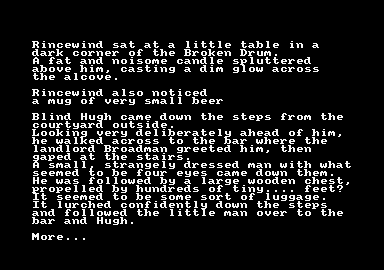 Rincewind sat at a little table in a
dark corner of the Broken Drum.
A fat and noisome candle spluttered
above him, casting a dim glow across
the alcove.
Rincewind also noticed
a mug of very small beer
Blind Hugh came down the steps from the
courtyard outside.
Looking very deliberately ahead of him,
he walked across to the bar where the
landlord Broadman greeted him, then
gaped at the stairs.
A small, strangely dressed man with what
seemed to be four eyes came down them.
He was followed by a large wooden chest,
propelled by hundreds of tiny.... feet?
It seemed to be some sort of luggage.
It lurched confidently down the steps
and followed the little man over to the
bar and Hugh.
More...